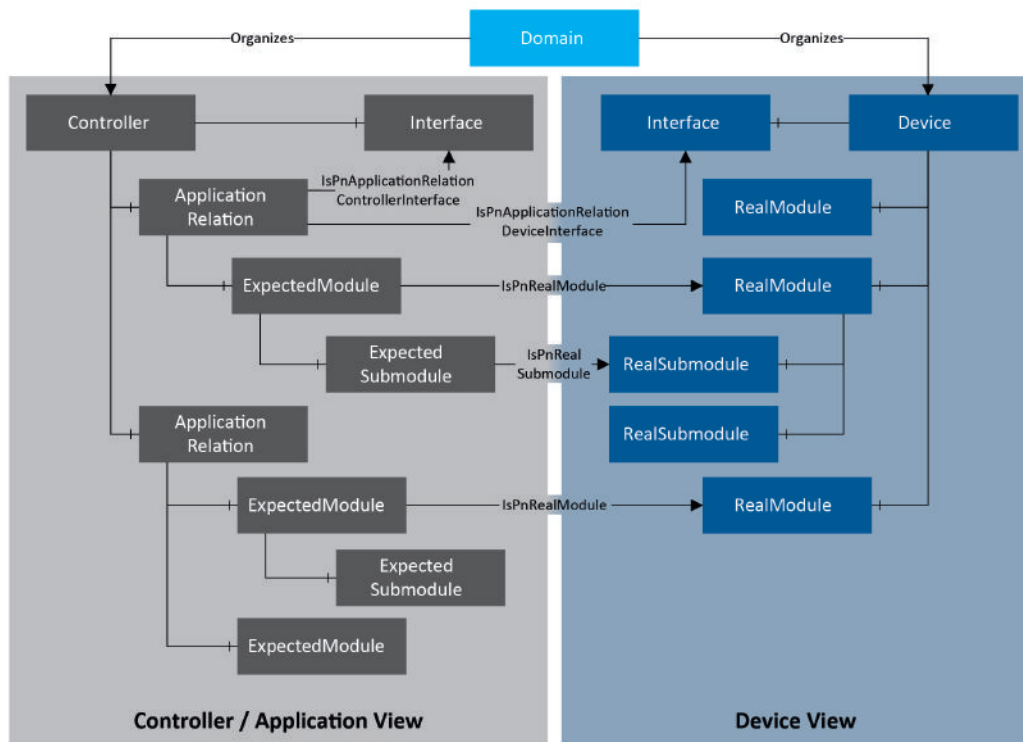 Organizes
Domain
Organizes
Controller
Interface
Interface
Device
Application
Relation
IsPnApplicationRelation
ControllerInterface
IsPnApplicationRelation
DeviceInterface
RealModule
ExpectedModule
IsPnRealModule
RealModule
Expected
Submodule
IsPnReal
Submodule
RealSubmodule
Application
Relation
RealSubmodule
ExpectedModule
IsPnRealModule
RealModule
Expected
Submodule
ExpectedModule
Controller / Application View
Device View